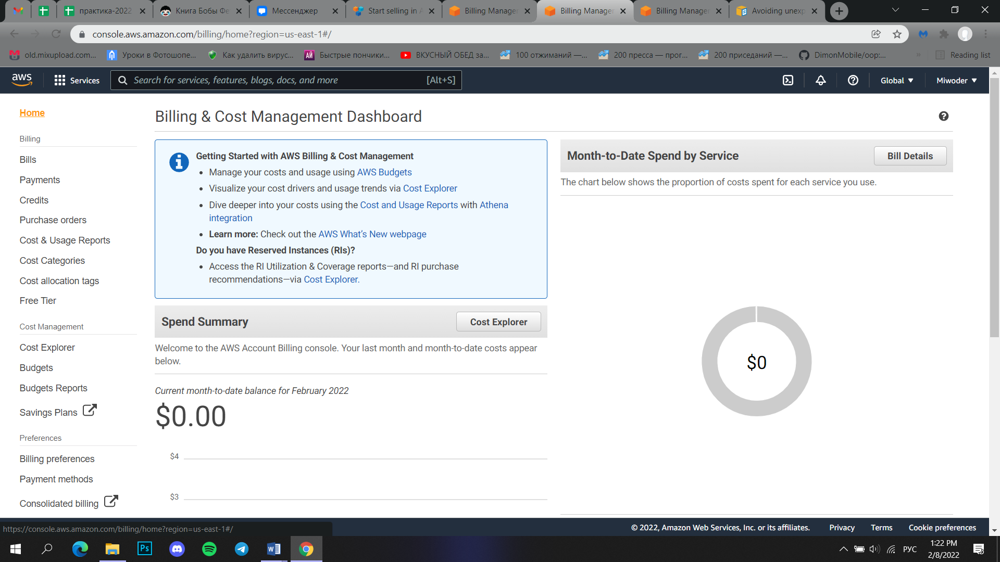 практика-2022
Книга Бобы Фе
Мессенджер
Start selling in A
Billing Manager
Billing Manager
Billing Manager
Avoiding unexp
console.aws.amazon.com/billing/home?region=us-east-1#/
old.mixupload.com...
Уроки в Фотошопе...
Как удалить вирус...
АЙ
Быстрые пончики...
ВКУСНЫЙ ОБЕД за...
100 отжиманий —...
200 пресса — прог...
200 приседаний —...
DimonMobile/oop:...
»
Reading list
aws
Services
Search for services, features, blogs, docs, and more
[Alt+S]
Global
Miwoder
Home
Billing
Bills
Payments
Credits
Purchase orders
Cost & Usage Reports
Cost Categories
Cost allocation tags
Free Tier
Cost Management
Cost Explorer
Budgets
Budgets Reports
Savings Plans
Preferences
Billing preferences
Payment methods
Consolidated billing
Billing & Cost Management Dashboard
Getting Started with AWS Billing & Cost Management
Manage your costs and usage using AWS Budgets
Visualize your cost drivers and usage trends via Cost Explorer
Dive deeper into your costs using the Cost and Usage Reports with Athena
integration
Learn more: Check out the AWS What's New webpage
Do you have Reserved Instances (RIs)?
Access the RI Utilization & Coverage reports—and RI purchase
recommendations—via Cost Explorer.
Spend Summary
Cost Explorer
Welcome to the AWS Account Billing console. Your last month and month-to-date costs appear
below.
Current month-to-date balance for February 2022
$0.00
$4
$3
Month-to-Date Spend by Service
Bill Details
The chart below shows the proportion of costs spent for each service you use.
$0
https://console.aws.amazon.com/billing/home?region=us-east-1#/
© 2022, Amazon Web Services, Inc. or its affiliates.
Privacy
Terms
Cookie preferences
Ps
РУС
1:22 PM
2/8/2022